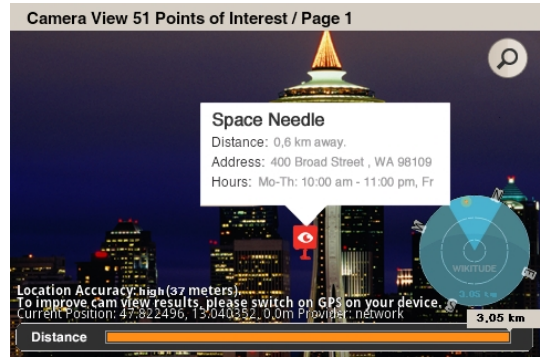 Camera View 51 Points of Interest / Page 1
Space Needle
Distance: 0,6 km away.
Address: 400 Broad Street , WA 98109
Hours: Mo-Th: 10:00 am - 11:00 pm, Fr
N
E
WIKITUDE
3,05 km
Location Accuracy: high (37 meters)
To improve cam view results, please switch on GPS on your device.
Current Position: 47.822496, 13.040352, 0.0m Provider: network
3,05 km
Distance